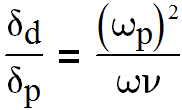 δd/δp = (ωp)²/ων